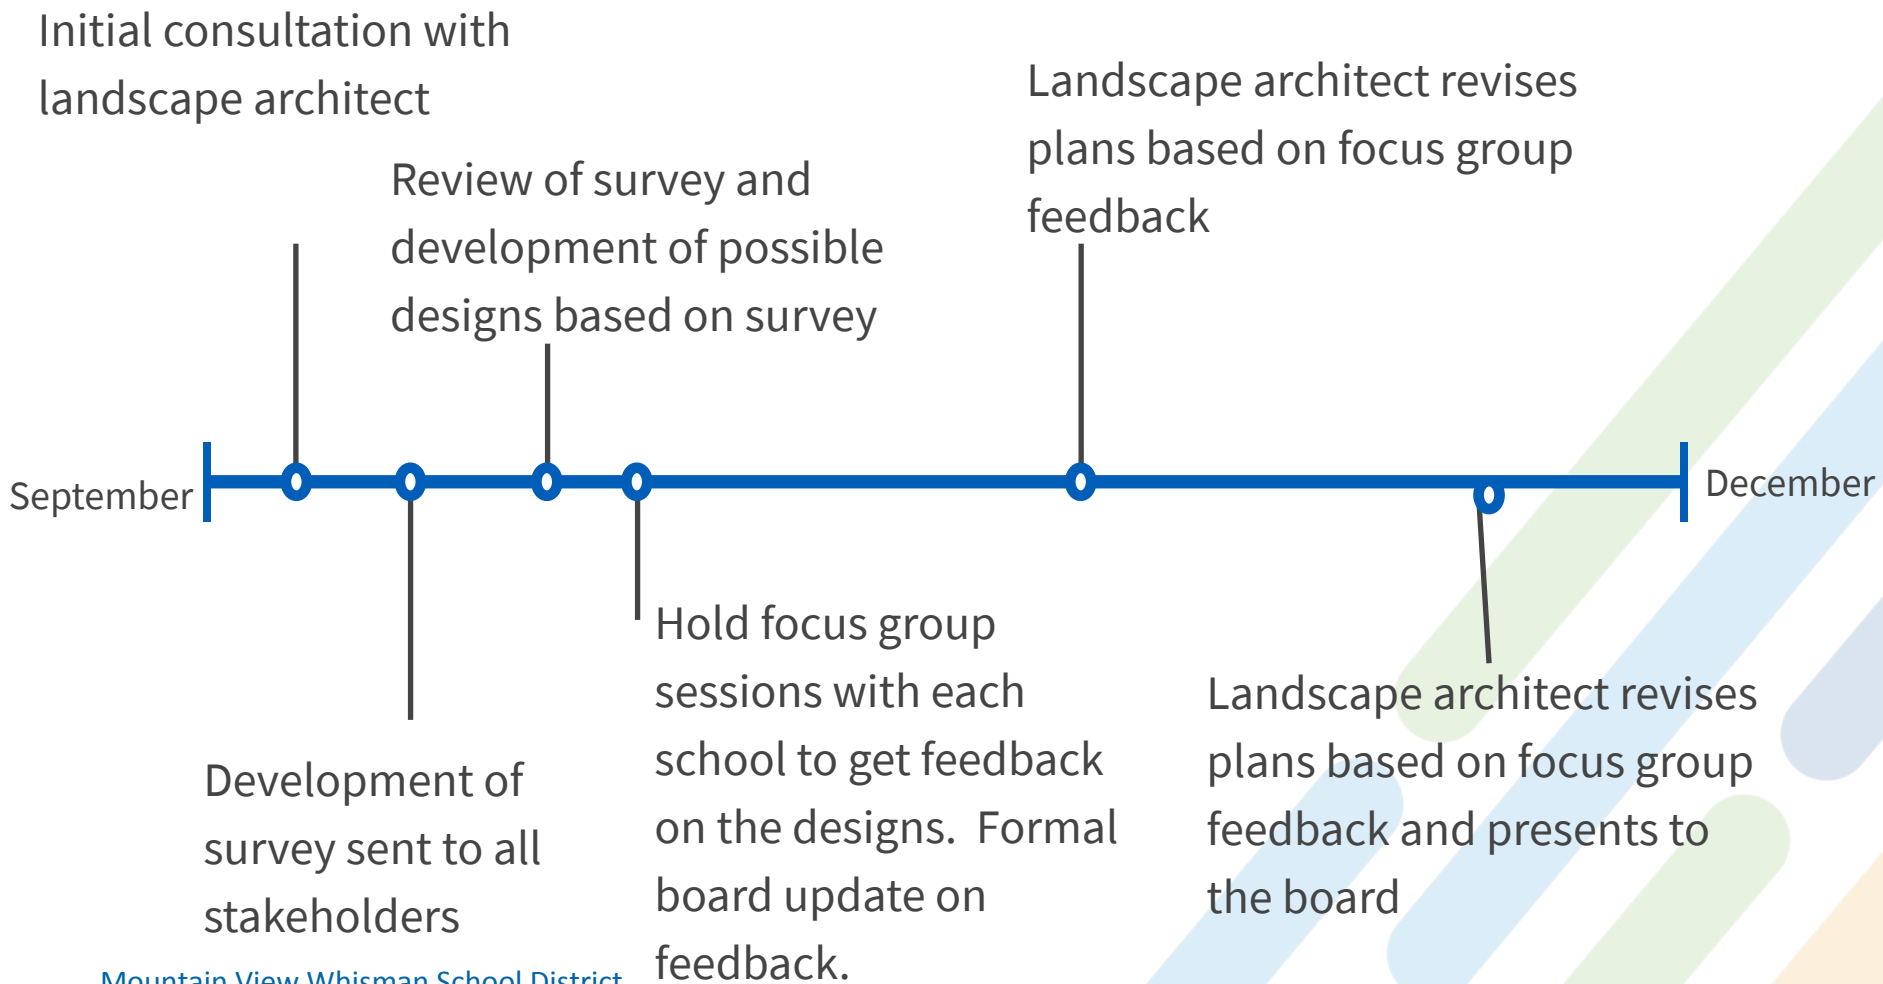 Initial consultation with
landscape architect
Review of survey and
development of possible
designs based on survey
Landscape architect revises
plans based on focus group
feedback
September
December
Development of
survey sent to all
stakeholders
Hold focus group
sessions with each
school to get feedback
on the designs.  Formal
board update on
feedback.
Landscape architect revises
plans based on focus group
feedback and presents to
the board
Mountain View Whisman School District